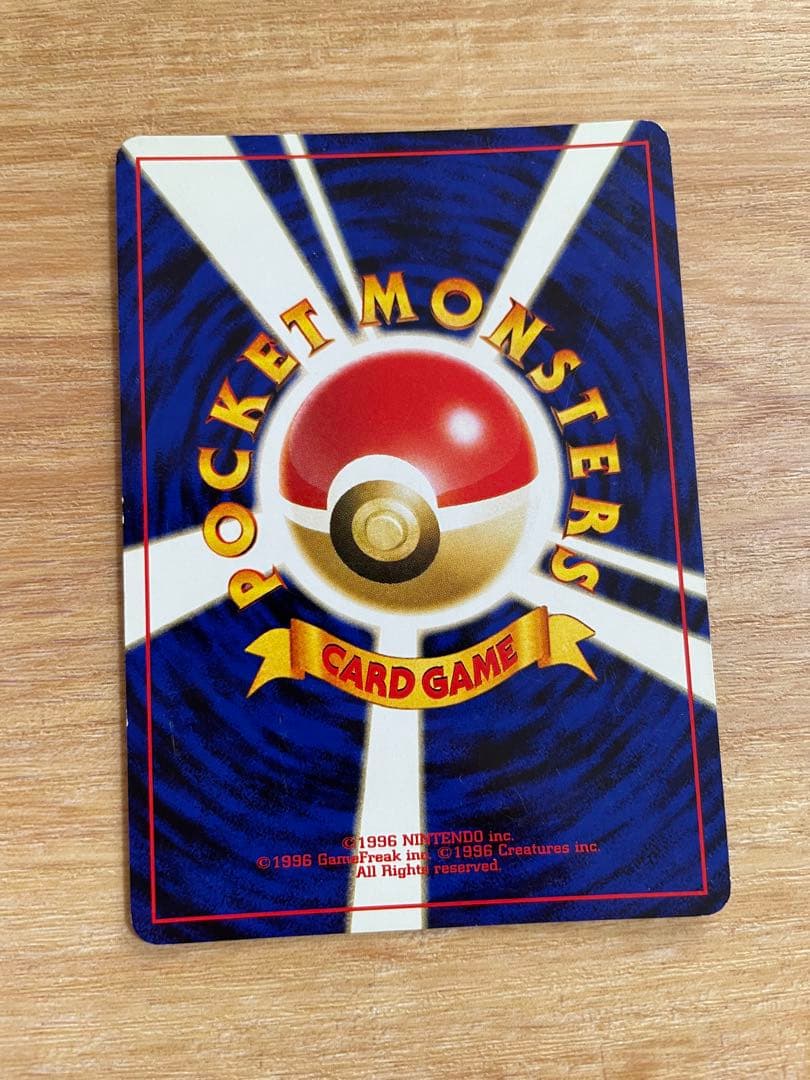 POCKET MONSTERS
CARD GAME
©1996 NINTENDO inc.
©1996 GameFreak inc. ©1996 Creatures inc.
All Rights reserved.